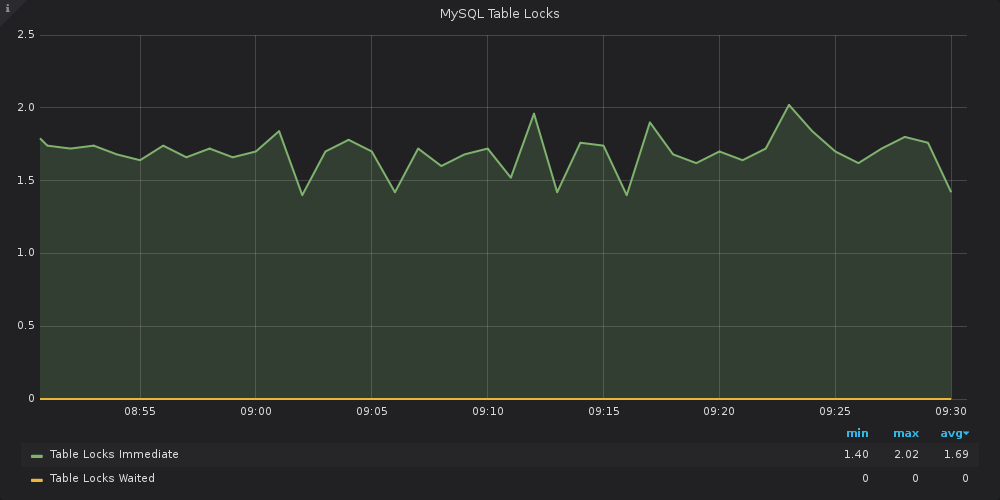 i
MySQL Table Locks
2.5
2.0
1.5
1.0
0.5
0
08:55 09:00 09:05 09:10 09:15 09:20 09:25 09:30
min max avg
Table Locks Immediate 1.40 2.02 1.69
Table Locks Waited 0 0 0